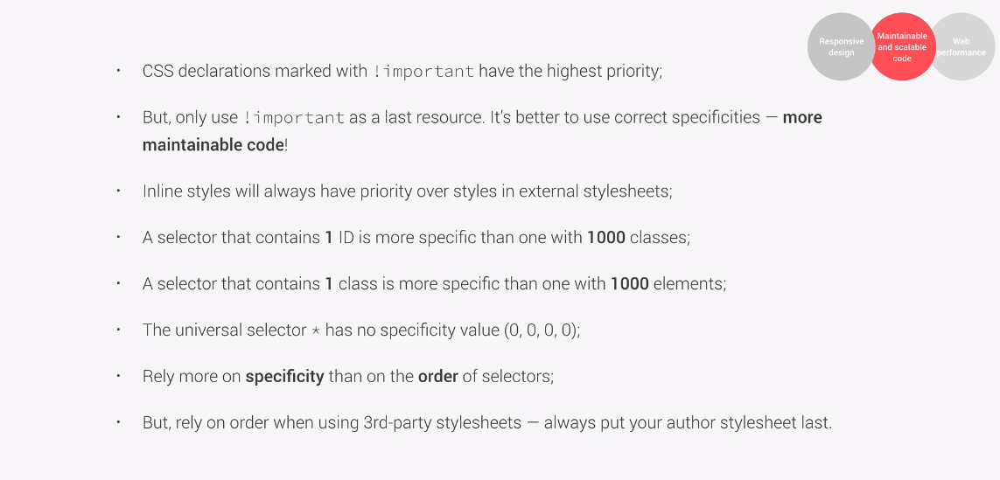 Responsive
design
Maintainable
and scalable
code
Web
performance
• CSS declarations marked with !important have the highest priority;
• But, only use !important as a last resource. It's better to use correct specificities — more
maintainable code!
• Inline styles will always have priority over styles in external stylesheets;
• A selector that contains 1 ID is more specific than one with 1000 classes;
• A selector that contains 1 class is more specific than one with 1000 elements;
• The universal selector * has no specificity value (0, 0, 0, 0);
• Rely more on specificity than on the order of selectors;
• But, rely on order when using 3rd-party stylesheets — always put your author stylesheet last.